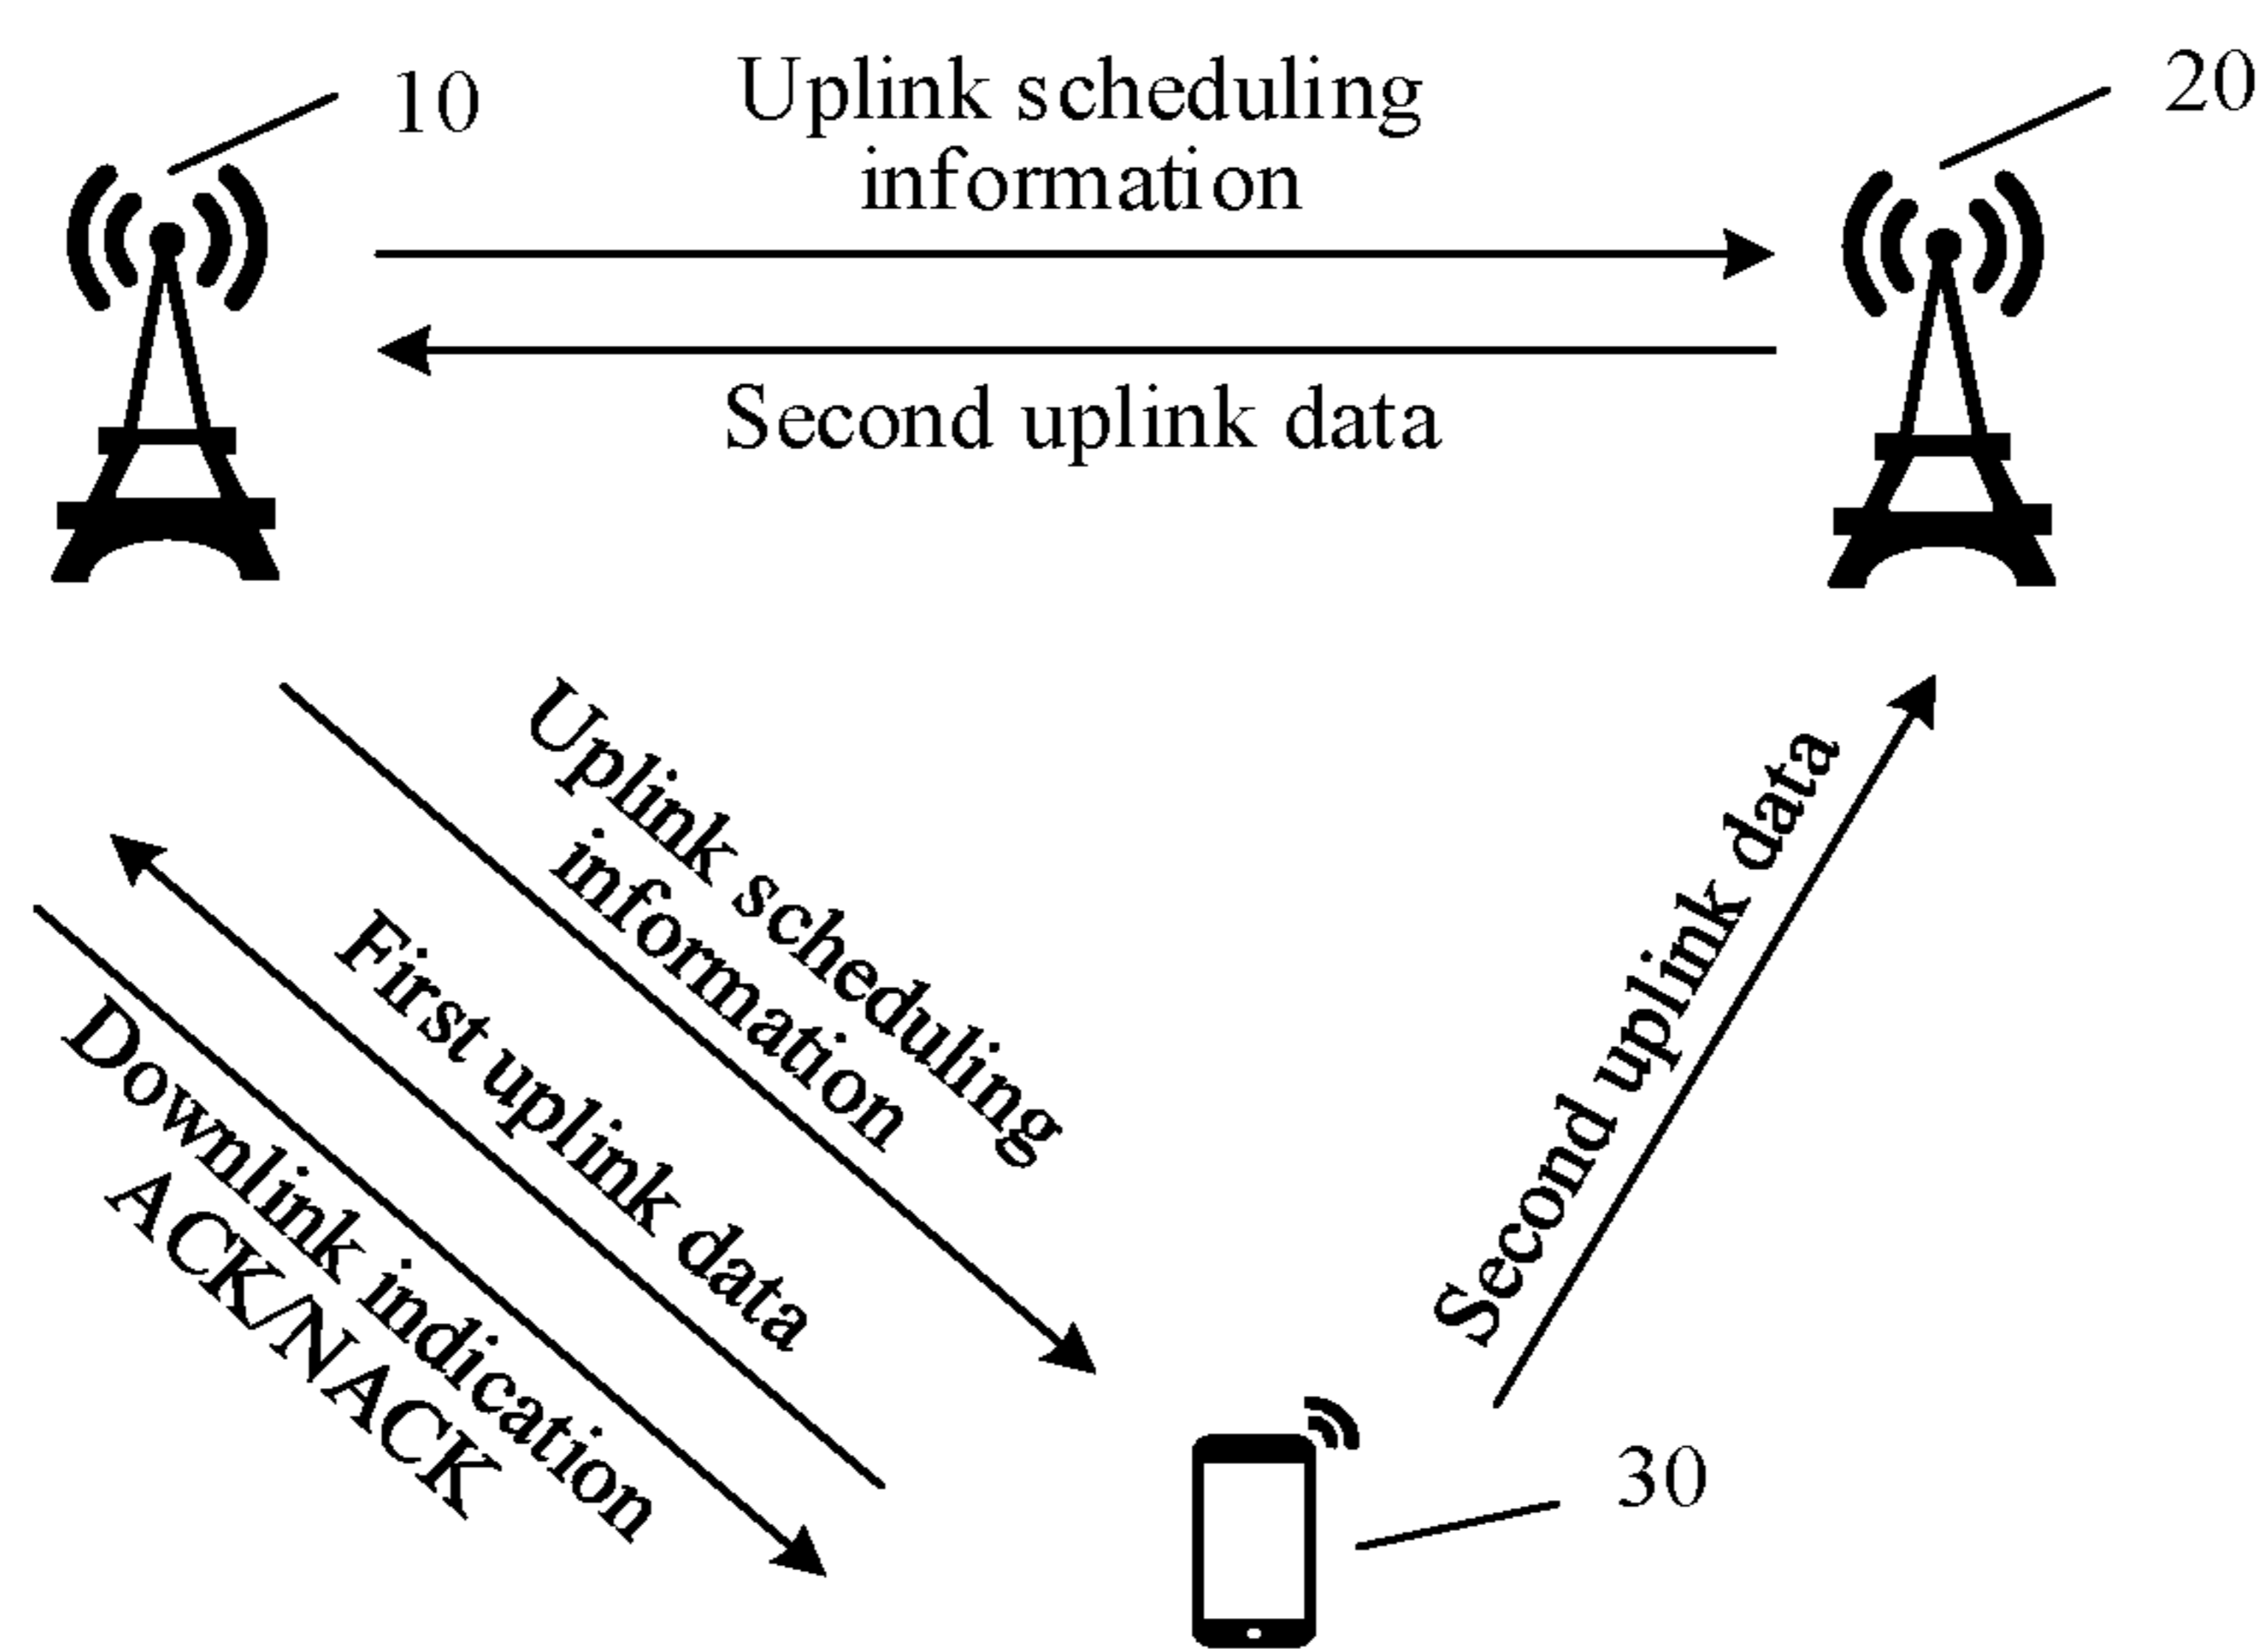 10
Uplink scheduling
information
20
Second uplink data
Uplink scheduling
information
First uplink data
Downlink indication
ACK/NACK
Second uplink data
30